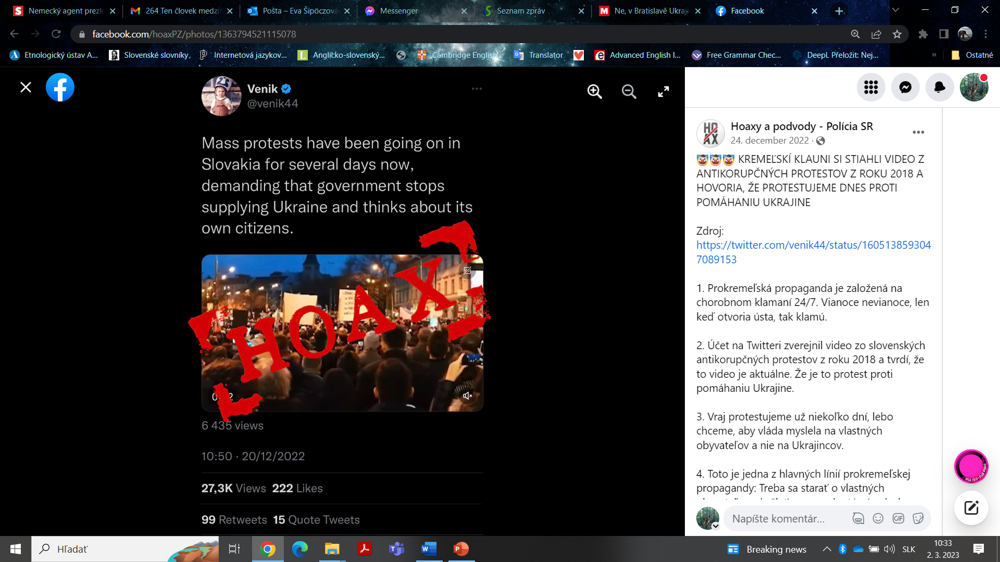 Nemecký agent prezle
264 Ten človek medzit
Pošta – Eva Šipöczová
Messenger
Seznam zpráv
Ne, v Bratislavě Ukraj
Facebook
facebook.com/hoaxPZ/photos/1363794521115078
Etnologický ústav A...
Slovenské slovníky
Internetová jazykov...
Anglicko-slovenský...
Cambridge English
Translator
Advanced English I...
Free Grammar Chec...
DeepL Přeložit: Nej...
»
Ostatné
Venik
@venik44
Mass protests have been going on in
Slovakia for several days now,
demanding that government stops
supplying Ukraine and thinks about its
own citizens.
HOAX
6 435 views
10:50 · 20/12/2022
27,3K Views 222 Likes
99 Retweets 15 Quote Tweets
HOAX
Hoaxy a podvody - Polícia SR
24. december 2022 ·
KREMEĽSKÍ KLAUNI SI STIAHLI VIDEO Z
ANTIKORUPČNÝCH PROTESTOV Z ROKU 2018 A
HOVORIA, ŽE PROTESTUJEME DNES PROTI
POMÁHANIU UKRAJINE
Zdroj:
https://twitter.com/venik44/status/160513859304
7089153
1. Prokremeľská propaganda je založená na
chorobnom klamaní 24/7. Vianoce nevianoce, len
keď otvoria ústa, tak klamú.
2. Účet na Twitteri zverejnil video zo slovenských
antikorupčných protestov z roku 2018 a tvrdí, že
to video je aktuálne. Že je to protest proti
pomáhaniu Ukrajine.
3. Vraj protestujeme už niekoľko dní, lebo
chceme, aby vláda myslela na vlastných
obyvateľov a nie na Ukrajincov.
4. Toto je jedna z hlavných línií prokremeľskej
propagandy: Treba sa starať o vlastných
Napíšte komentár...
GIF
Hľadať
Breaking news
SLK
10:33
2. 3. 2023